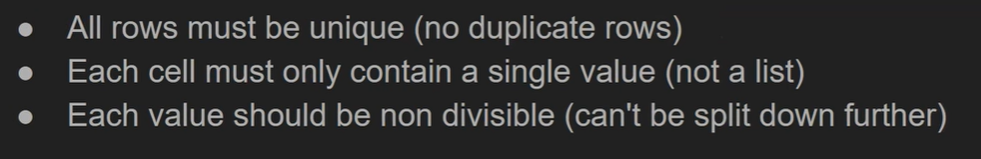 ● All rows must be unique (no duplicate rows)
● Each cell must only contain a single value (not a list)
● Each value should be non divisible (can't be split down further)